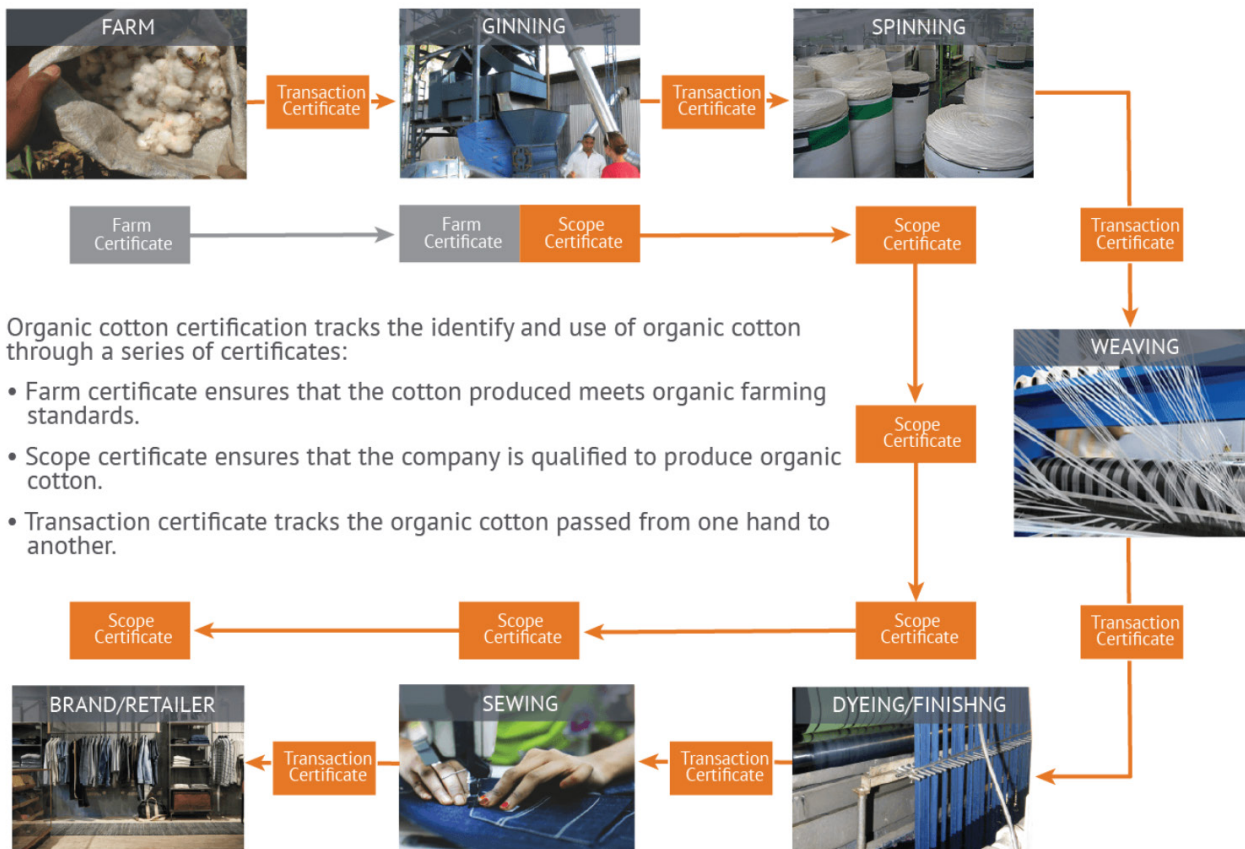 FARM
Transaction
Certificate
GINNING
Transaction
Certificate
SPINNING
Farm
Certificate
Farm
Certificate
Scope
Certificate
Scope
Certificate
Transaction
Certificate
Organic cotton certification tracks the identify and use of organic cotton
through a series of certificates:
• Farm certificate ensures that the cotton produced meets organic farming
standards.
• Scope certificate ensures that the company is qualified to produce organic
cotton.
• Transaction certificate tracks the organic cotton passed from one hand to
another.
WEAVING
Scope
Certificate
Scope
Certificate
Scope
Certificate
Scope
Certificate
Transaction
Certificate
BRAND/RETAILER
Transaction
Certificate
SEWING
Transaction
Certificate
DYEING/FINISHNG